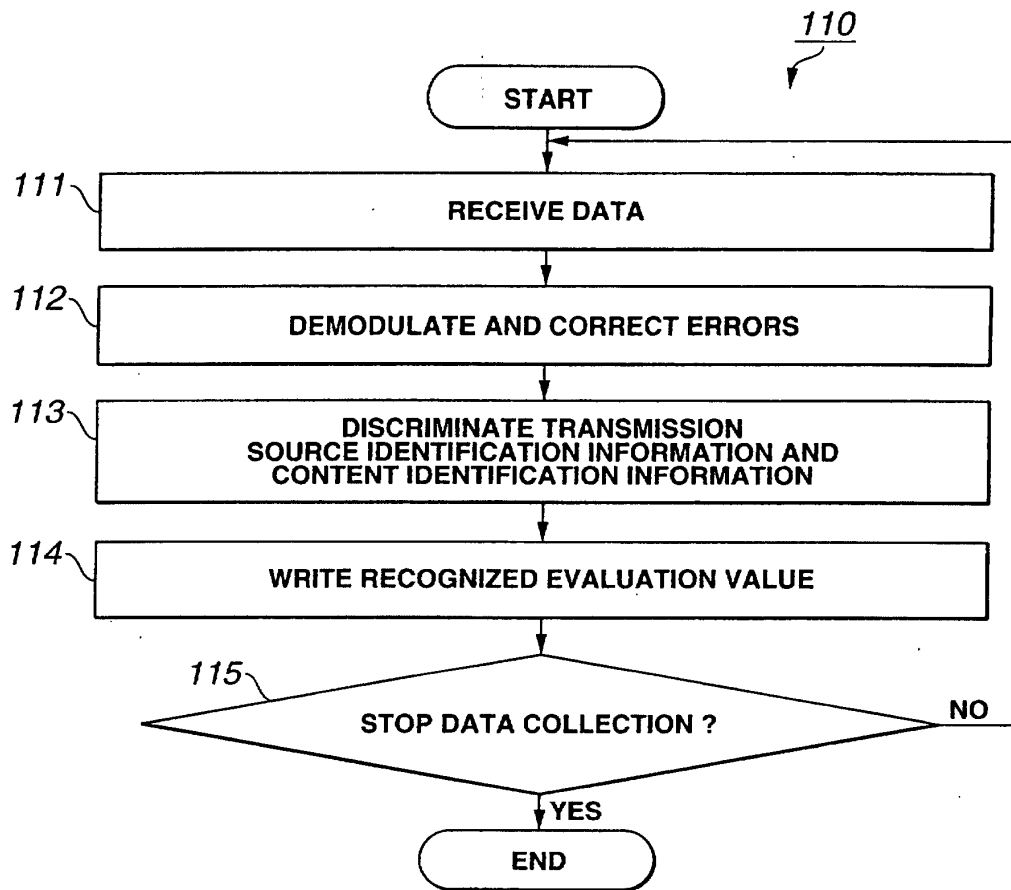 110
START
111
RECEIVE DATA
112
DEMODULATE AND CORRECT ERRORS
113
DISCRIMINATE TRANSMISSION
SOURCE IDENTIFICATION INFORMATION AND
CONTENT IDENTIFICATION INFORMATION
114
WRITE RECOGNIZED EVALUATION VALUE
115
STOP DATA COLLECTION ?
NO
YES
END